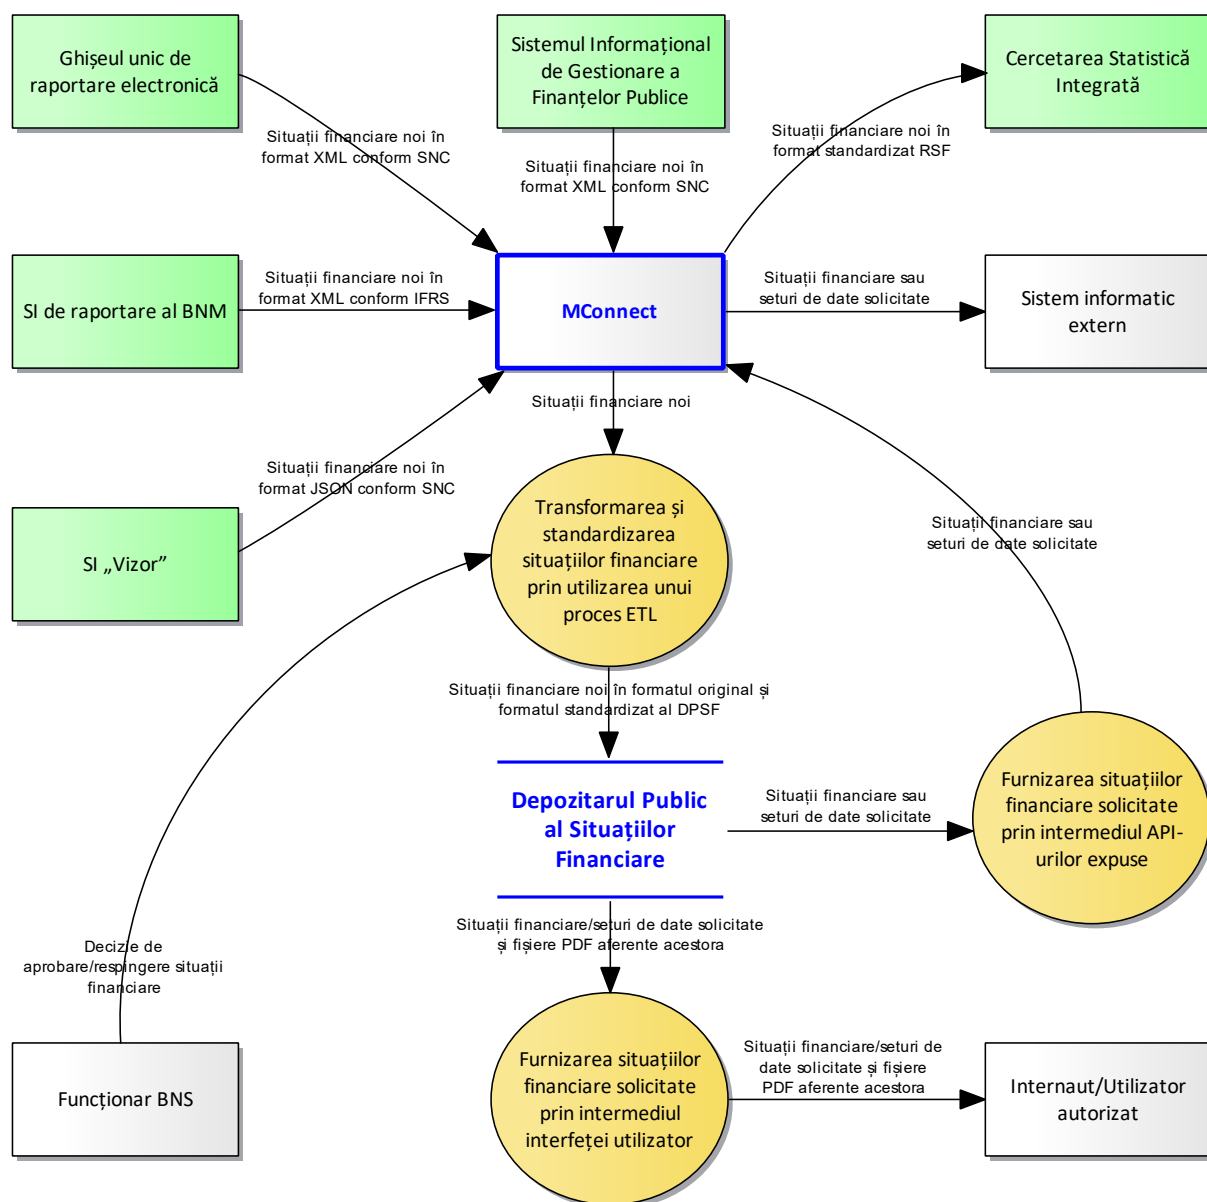 Ghișeul unic de
raportare electronică
Sistemul Informațional
de Gestionare a
Finanțelor Publice
Cercetarea Statistică
Integrată
Situații financiare noi în
format XML conform SNC
Situații financiare noi în
format XML conform SNC
Situații financiare noi în
format standardizat RSF
SI de raportare al BNM
Situații financiare noi în
format XML conform IFRS
MConnect
Situații financiare sau
seturi de date solicitate
Sistem informatic
extern
Situații financiare noi
Situații financiare noi în
format JSON conform SNC
SI „Vizor”
Transformarea și
standardizarea
situațiilor financiare
prin utilizarea unui
proces ETL
Situații financiare sau
seturi de date solicitate
Situații financiare noi în formatul original și
formatul standardizat al DPSF
Depozitarul Public
al Situațiilor
Financiare
Situații financiare sau
seturi de date solicitate
Furnizarea situațiilor
financiare solicitate
prin intermediul API-
urilor expuse
Situații financiare/seturi de date solicitate
și fișiere PDF aferente acestora
Decizie de
aprobare/respingere situații
financiare
Funcționar BNS
Furnizarea situațiilor
financiare solicitate
prin intermediul
interfeței utilizator
Situații financiare/seturi de
date solicitate și fișiere
PDF aferente acestora
Internaut/Utilizator
autorizat